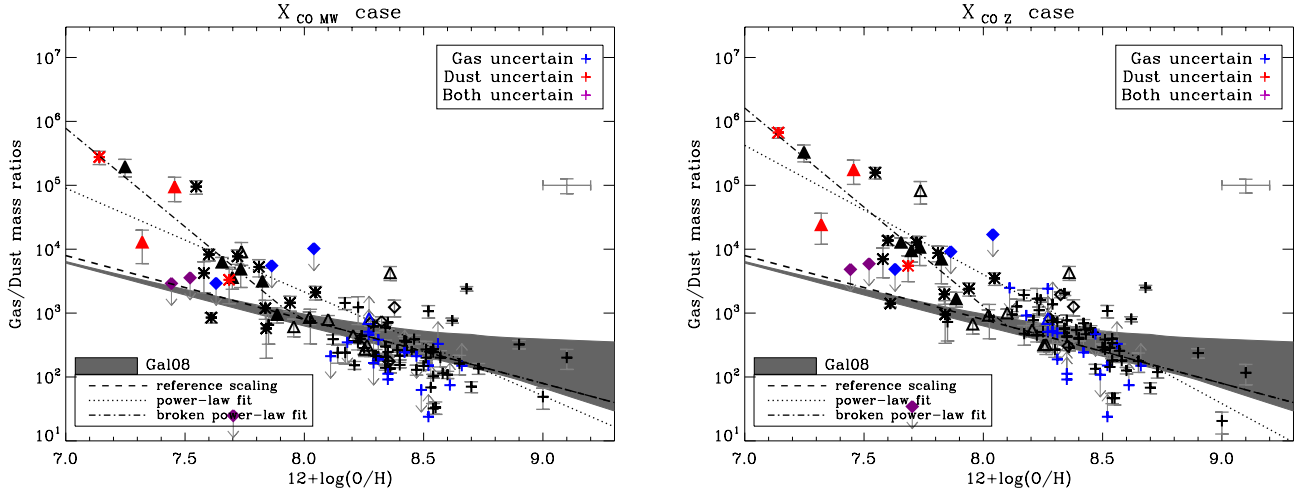 X CO MW case
10^7
10^6
10^5
10^4
10^3
10^2
10^1
Gas/Dust mass ratios
Gas uncertain
Dust uncertain
Both uncertain
Gal08
reference scaling
power-law fit
broken power-law fit
7.0 7.5 8.0 8.5 9.0
12+log(O/H)
X CO Z case
10^7
10^6
10^5
10^4
10^3
10^2
10^1
Gas/Dust mass ratios
Gas uncertain
Dust uncertain
Both uncertain
Gal08
reference scaling
power-law fit
broken power-law fit
7.0 7.5 8.0 8.5 9.0
12+log(O/H)